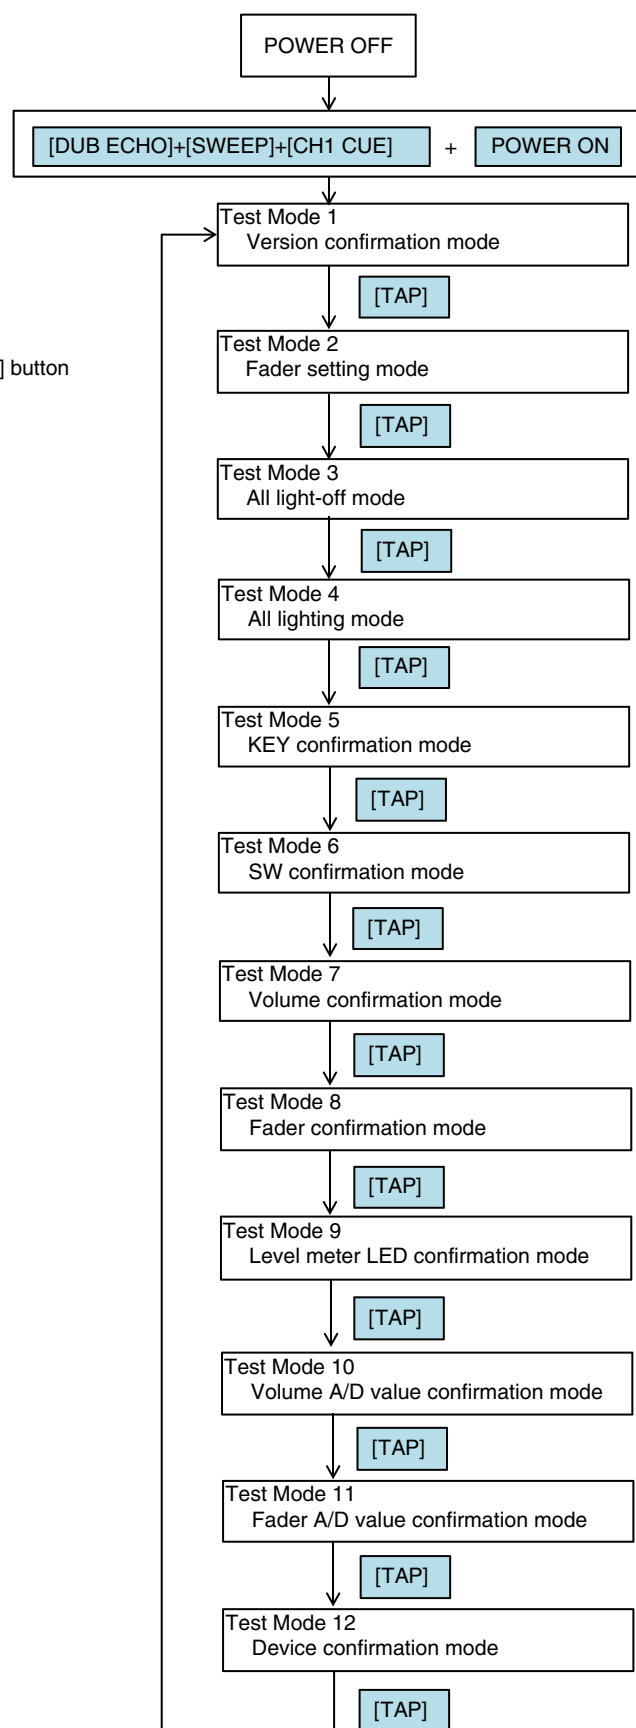 POWER OFF
[DUB ECHO]+[SWEEP]+[CH1 CUE] + POWER ON
Test Mode 1
Version confirmation mode
[TAP]
Test Mode 2
Fader setting mode
] button
[TAP]
Test Mode 3
All light-off mode
[TAP]
Test Mode 4
All lighting mode
[TAP]
Test Mode 5
KEY confirmation mode
[TAP]
Test Mode 6
SW confirmation mode
[TAP]
Test Mode 7
Volume confirmation mode
[TAP]
Test Mode 8
Fader confirmation mode
[TAP]
Test Mode 9
Level meter LED confirmation mode
[TAP]
Test Mode 10
Volume A/D value confirmation mode
[TAP]
Test Mode 11
Fader A/D value confirmation mode
[TAP]
Test Mode 12
Device confirmation mode
[TAP]